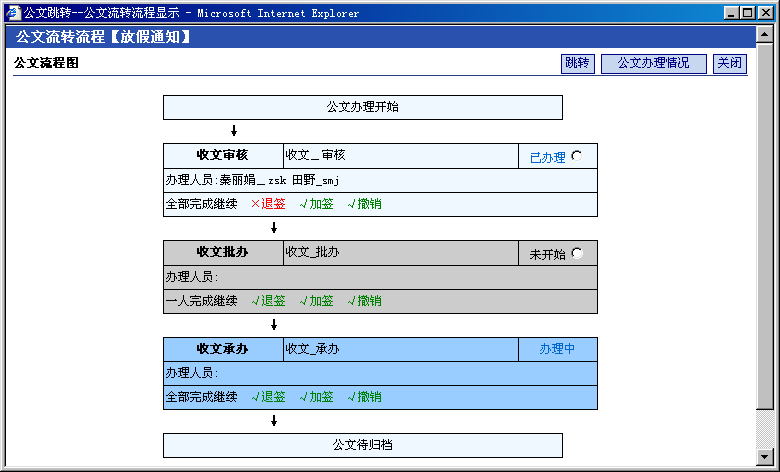 公文跳转--公文流转流程显示 - Microsoft Internet Explorer
公文流转流程【放假通知】
公文流程图 跳转 公文办理情况 关闭
公文办理开始
收文审核 收文＿审核 已办理
办理人员:秦丽娟＿zsk 田野_smj
全部完成继续 ×退签 √加签 √撤销
收文批办 收文_批办 未开始
办理人员:
一人完成继续 √退签 √加签 √撤销
收文承办 收文_承办 办理中
办理人员:
全部完成继续 √退签 √加签 √撤销
公文待归档